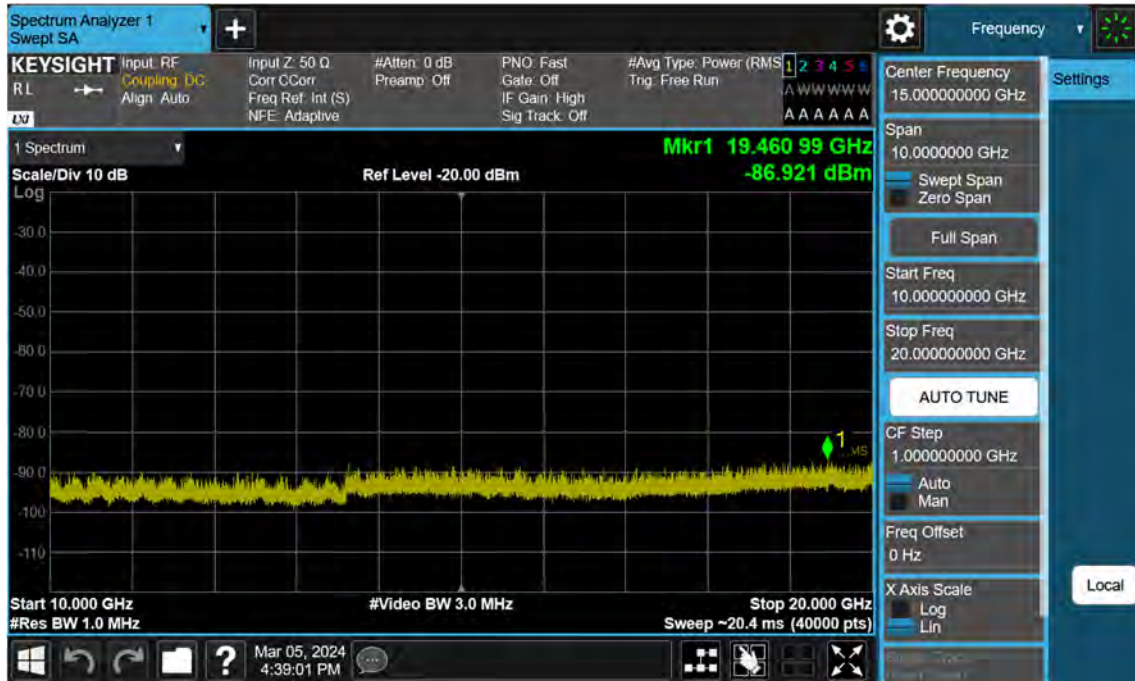 Spectrum Analyzer 1
Swept SA
+
Frequency
KEYSIGHT
RL
LXI
Input: RF
Coupling: DC
Align: Auto
Input Z: 50 Ω
Corr CCorr
Freq Ref: Int (S)
NFE: Adaptive
#Atten: 0 dB
Preamp: Off
PNO: Fast
Gate: Off
IF Gain: High
Sig Track: Off
#Avg Type: Power (RMS
Trig: Free Run
1 2 3 4 5 6
A W W W W W
A A A A A A
1 Spectrum
Scale/Div 10 dB
Ref Level -20.00 dBm
Mkr1 19.460 99 GHz
-86.921 dBm
Log
-30.0
-40.0
-50.0
-60.0
-70.0
-80.0
-90.0
-100
-110
1
Start 10.000 GHz
#Res BW 1.0 MHz
#Video BW 3.0 MHz
Stop 20.000 GHz
Sweep ~20.4 ms (40000 pts)
?
Mar 05, 2024
4:39:01 PM
Center Frequency
15.000000000 GHz
Span
10.0000000 GHz
Swept Span
Zero Span
Full Span
Start Freq
10.000000000 GHz
Stop Freq
20.000000000 GHz
AUTO TUNE
CF Step
1.000000000 GHz
Auto
Man
Freq Offset
0 Hz
X Axis Scale
Log
Lin
Settings
Local